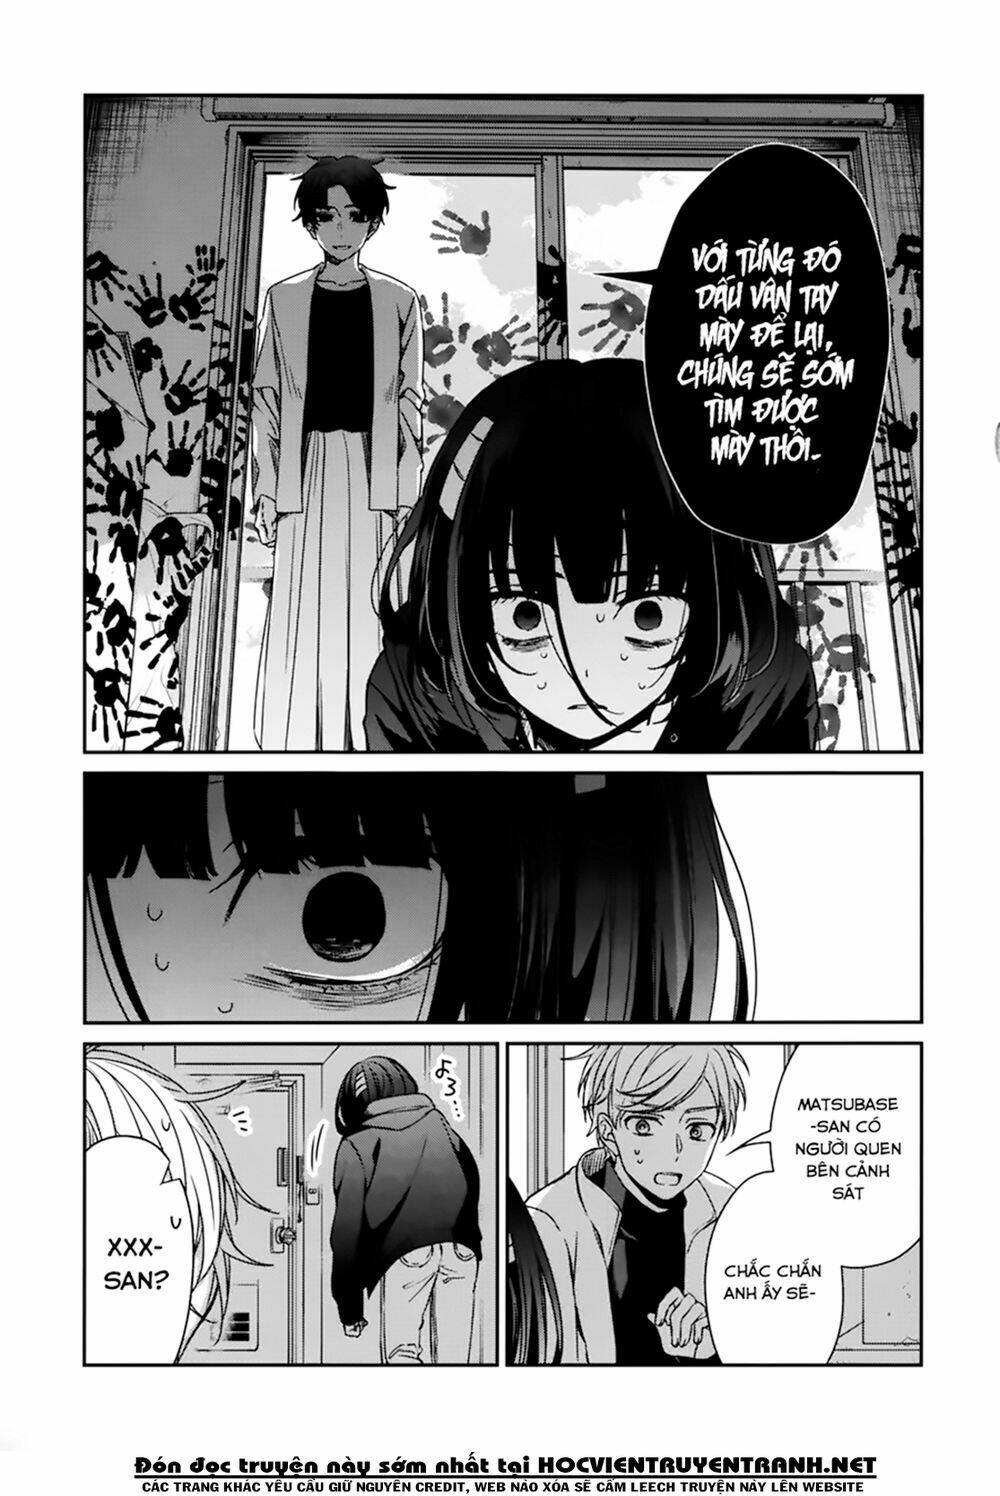 VỚI TỪNG ĐÓ
DẤU VÂN TAY
MÀY ĐỂ LẠI,
CHÚNG SẼ SỚM
TÌM ĐƯỢC
MÀY THÔI-
MATSUBASE
-SAN CÓ
NGƯỜI QUEN
BÊN CẢNH
SÁT
CHẮC CHẮN
ANH ẤY SẼ-
よろ…
XXX-
SAN?
Đón đọc truyện này sớm nhất tại HOCVIENTRUYENTRANH.NET
CÁC TRANG KHÁC YÊU CẦU GIỮ NGUYÊN CREDIT, WEB NÀO XÓA SẼ CẤM LEECH TRUYỆN NÀY LÊN WEBSITE